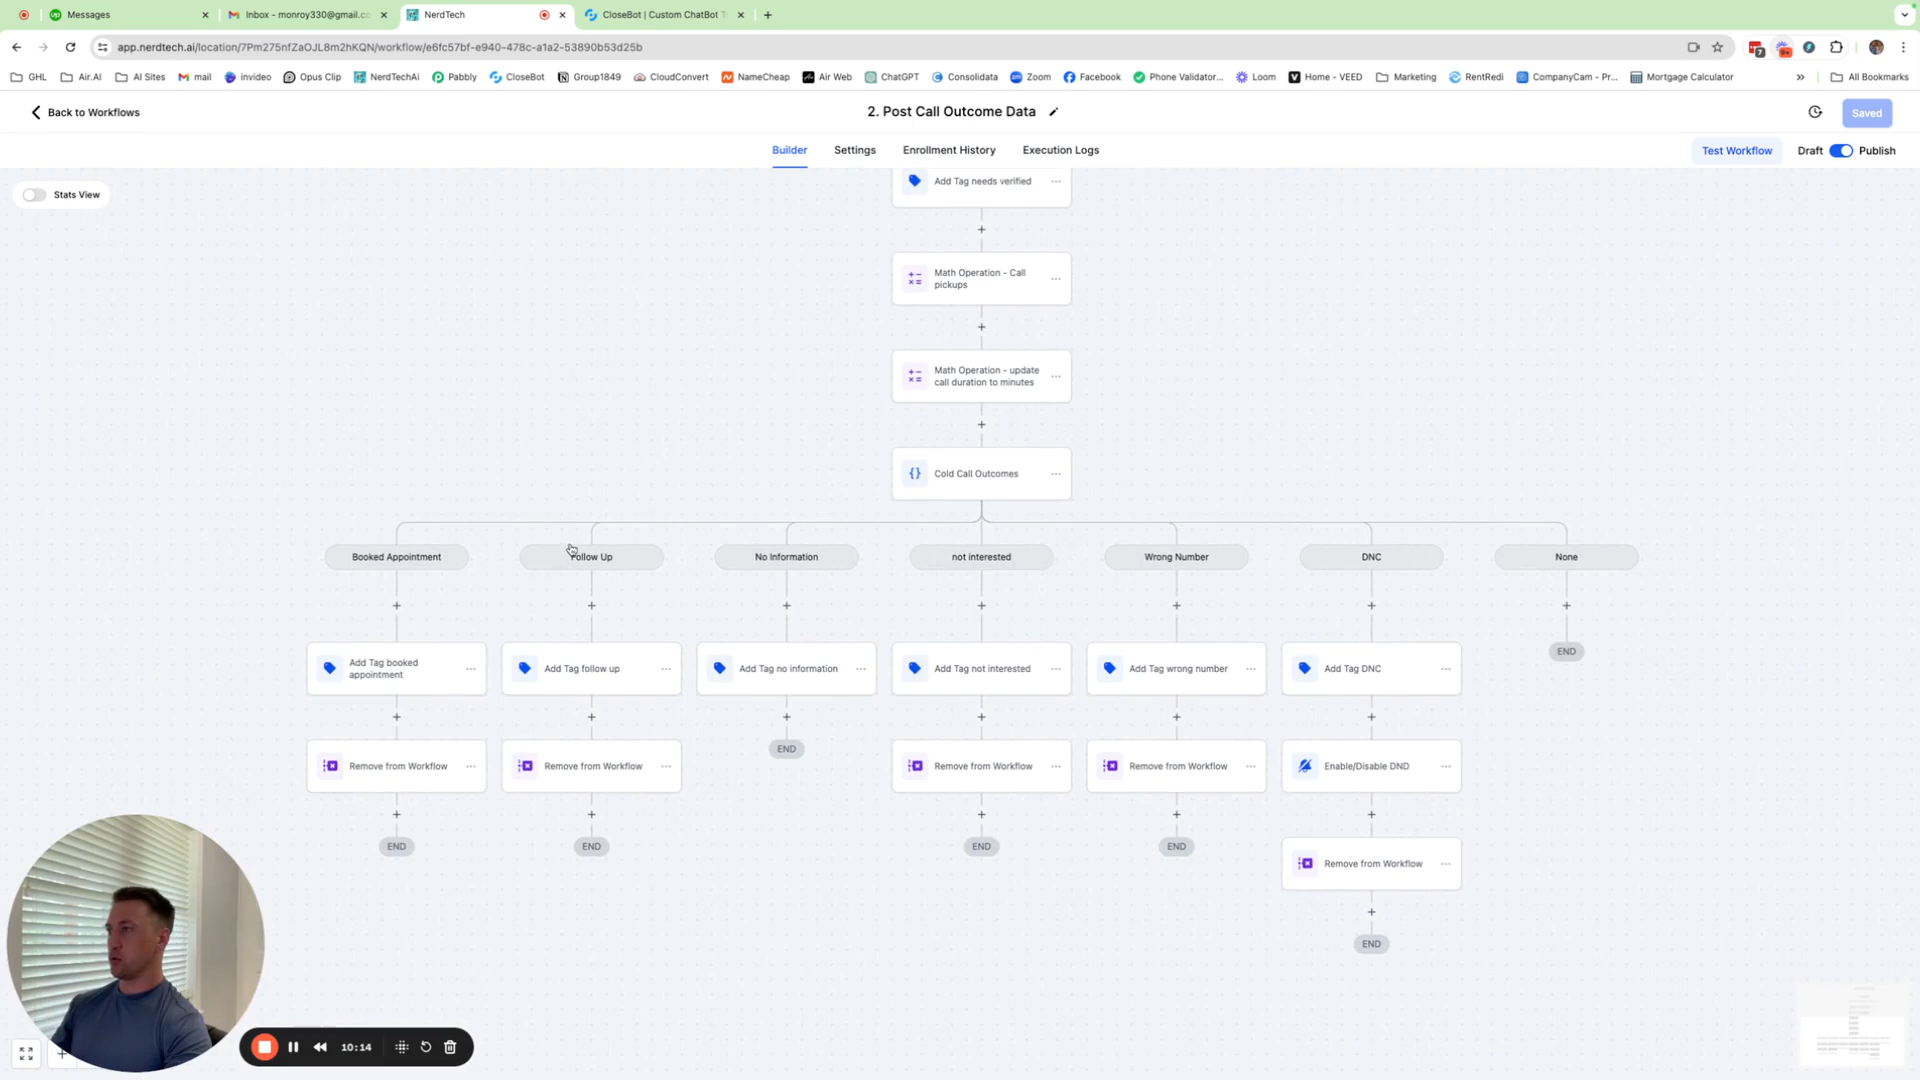 Messages
Inbox - monroy330@gmail.co
NerdTech
CloseBot | Custom ChatBot T
app.nerdtech.ai/location/7Pm275nfZaOJL8m2hKQN/workflow/e6fc57bf-e940-478c-a1a2-53890b53d25b
7
9+
GHL
Air.AI
AI Sites
mail
invideo
Opus Clip
NerdTechAi
Pabbly
CloseBot
Group1849
CloudConvert
NameCheap
Air Web
ChatGPT
Consolidata
Zoom
Facebook
Phone Validator...
Loom
Home - VEED
Marketing
RentRedi
CompanyCam - Pr...
Mortgage Calculator
All Bookmarks
Back to Workflows
2. Post Call Outcome Data
Saved
Builder
Settings
Enrollment History
Execution Logs
Test Workflow
Draft
Publish
Stats View
Add Tag needs verified
Math Operation - Call
pickups
Math Operation - update
call duration to minutes
Cold Call Outcomes
Booked Appointment
Follow Up
No Information
not interested
Wrong Number
DNC
None
Add Tag booked
appointment
Add Tag follow up
Add Tag no information
Add Tag not interested
Add Tag wrong number
Add Tag DNC
END
Remove from Workflow
Remove from Workflow
END
Remove from Workflow
Remove from Workflow
Enable/Disable DND
END
END
END
END
Remove from Workflow
END
10:14